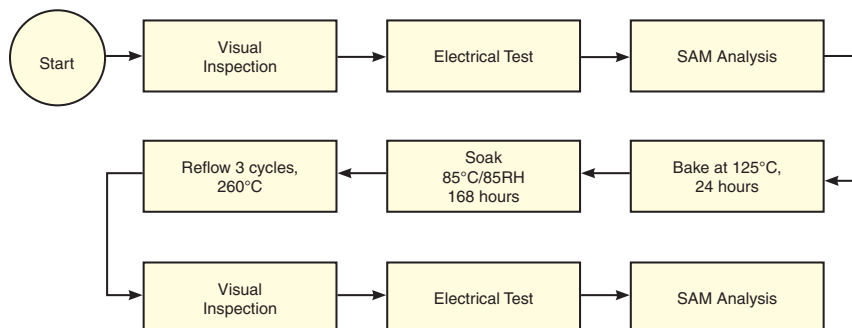 Start
Visual
Inspection
Electrical Test
SAM Analysis
Reflow 3 cycles,
260°C
Soak
85°C/85RH
168 hours
Bake at 125°C,
24 hours
Visual
Inspection
Electrical Test
SAM Analysis